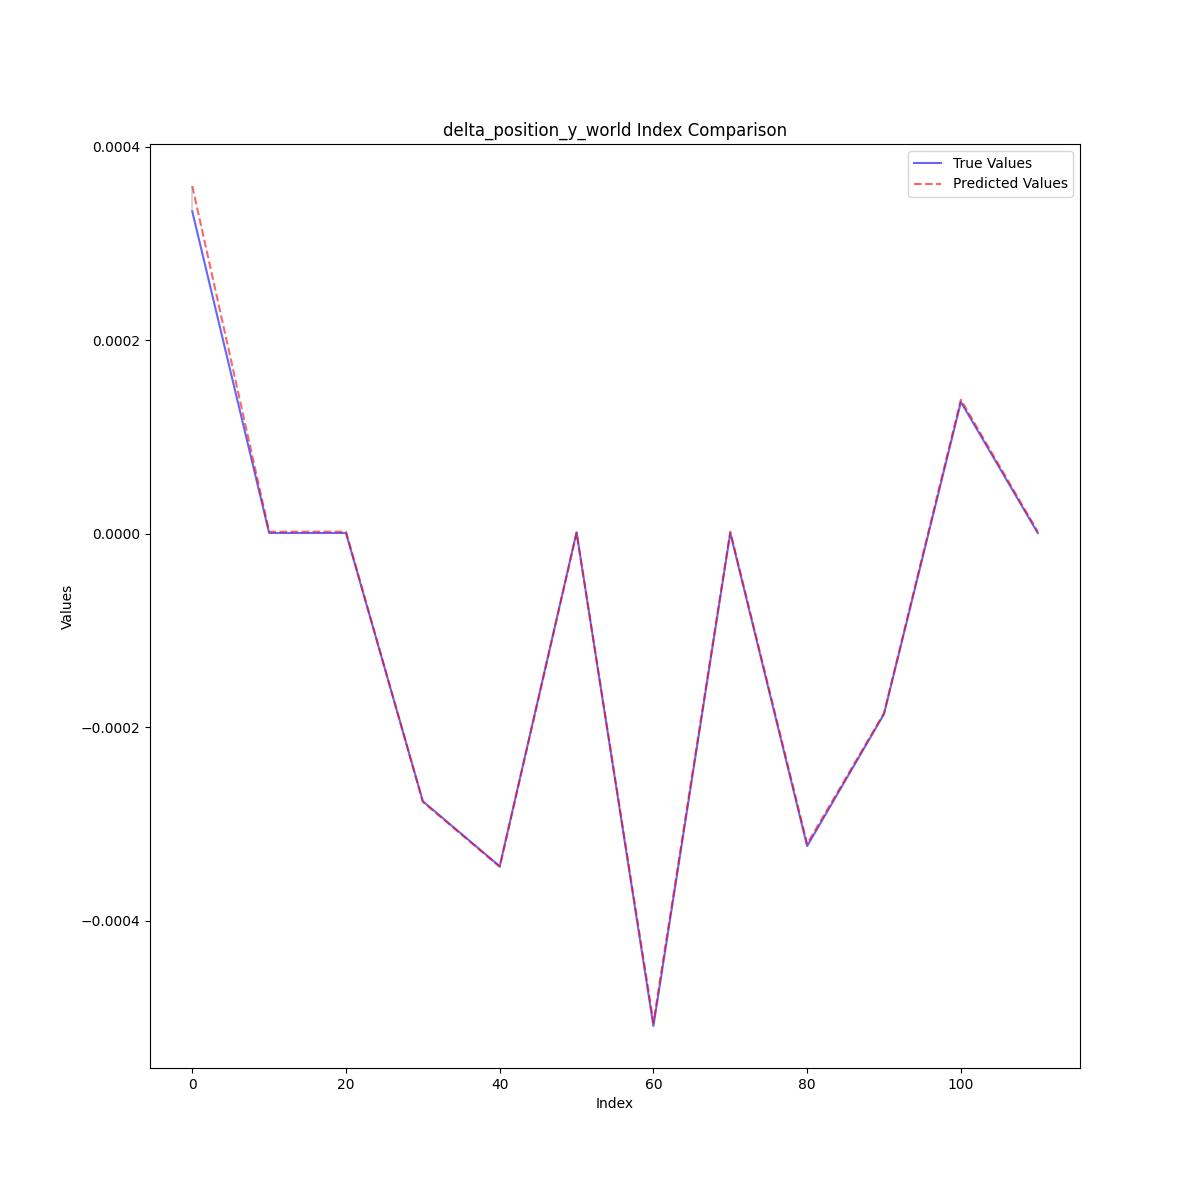 delta_position_y_world Index Comparison
True Values
Predicted Values
0.0004
0.0002
0.0000
−0.0002
−0.0004
Values
0 20 40 60 80 100
Index